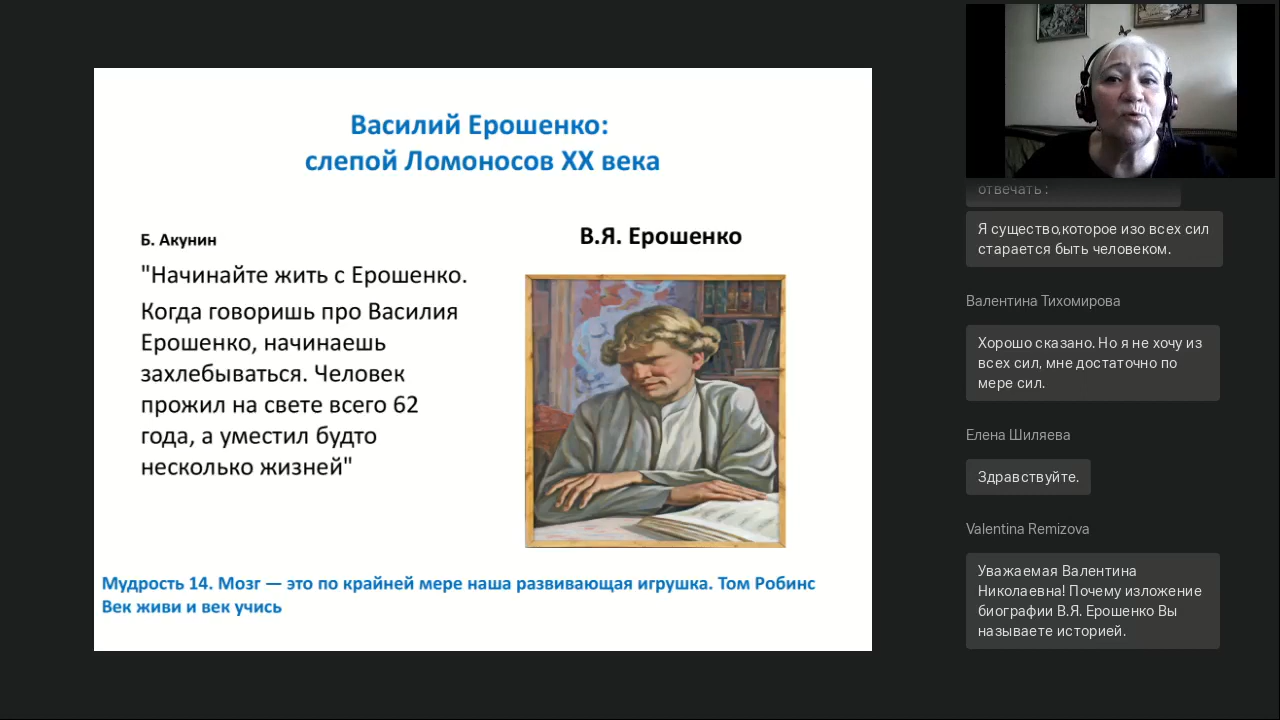 Василий Ерошенко:
слепой Ломоносов XX века
Б. Акунин
"Начинайте жить с Ерошенко.
Когда говоришь про Василия
Ерошенко, начинаешь
захлебываться. Человек
прожил на свете всего 62
года, а уместил будто
несколько жизней"
В.Я. Ерошенко
Мудрость 14. Мозг — это по крайней мере наша развивающая игрушка. Том Робинс
Век живи и век учись
отвечать :
Я существо,которое изо всех сил
старается быть человеком.
Валентина Тихомирова
Хорошо сказано. Но я не хочу из
всех сил, мне достаточно по
мере сил.
Елена Шиляева
Здравствуйте.
Valentina Remizova
Уважаемая Валентина
Николаевна! Почему изложение
биографии В.Я. Ерошенко Вы
называете историей.